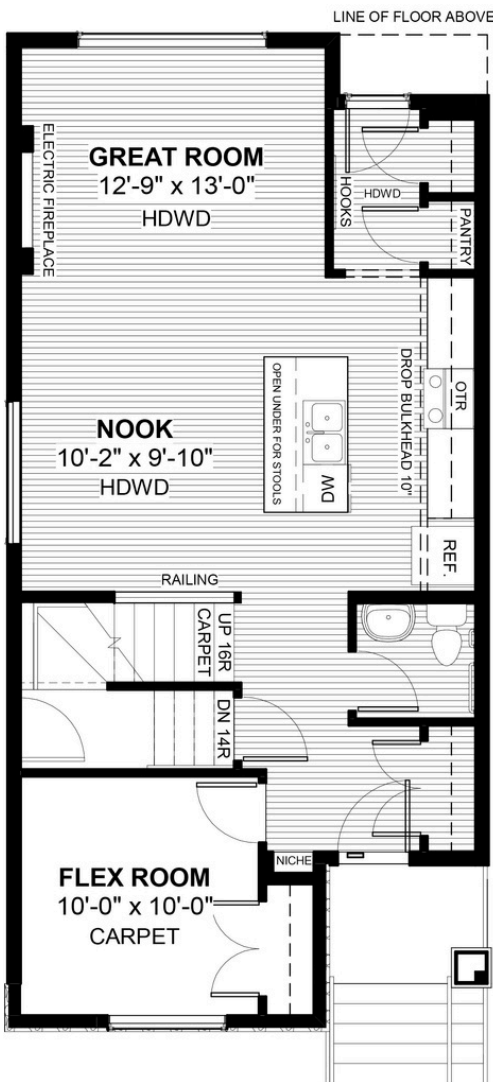 LINE OF FLOOR ABOVE
ELECTRIC FIREPLACE
GREAT ROOM
12'-9" x 13'-0"
HDWD
HOOKS
HDWD
PANTRY
NOOK
10'-2" x 9'-10"
HDWD
OPEN UNDER FOR STOOLS
DW
DROP BULKHEAD 10"
OTR
REF.
RAILING
UP 16R
CARPET
DN 14R
NICHE
FLEX ROOM
10'-0" x 10'-0"
CARPET